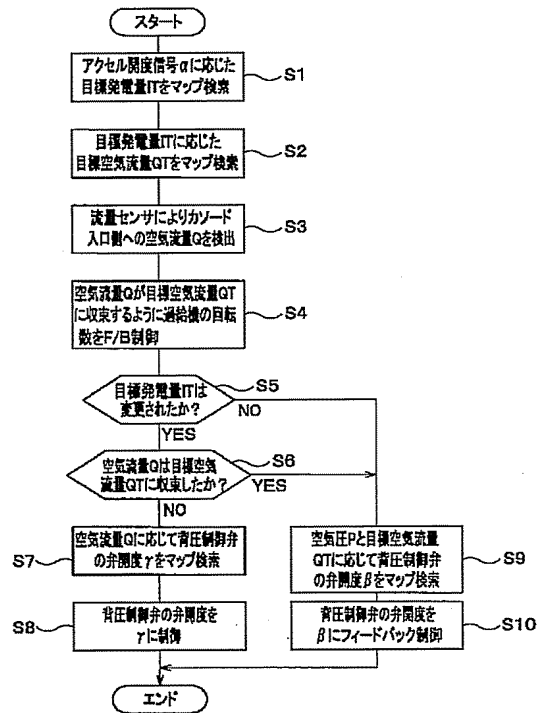 スタート
アクセル開度信号αに応じた
目標発電量ITをマップ検索
S1
目標発電量ITに応じた
目標空気流量QTをマップ検索
S2
流量センサによりカソード
入口側への空気流量Qを検出
S3
空気流量Qが目標空気流量QT
に収束するように過給機の回転
数をF/B制御
S4
目標発電量ITは
変更されたか?
S5
NO
YES
空気流量Qは目標空気
流量QTに収束したか?
S6
YES
NO
空気流量Qに応じて背圧制御弁
の弁開度γをマップ検索
S7
空気圧Pと目標空気流量
QTに応じて背圧制御弁
の弁開度βをマップ検索
S9
背圧制御弁の弁開度を
γに制御
S8
背圧制御弁の弁開度を
βにフィードバック制御
S10
エンド